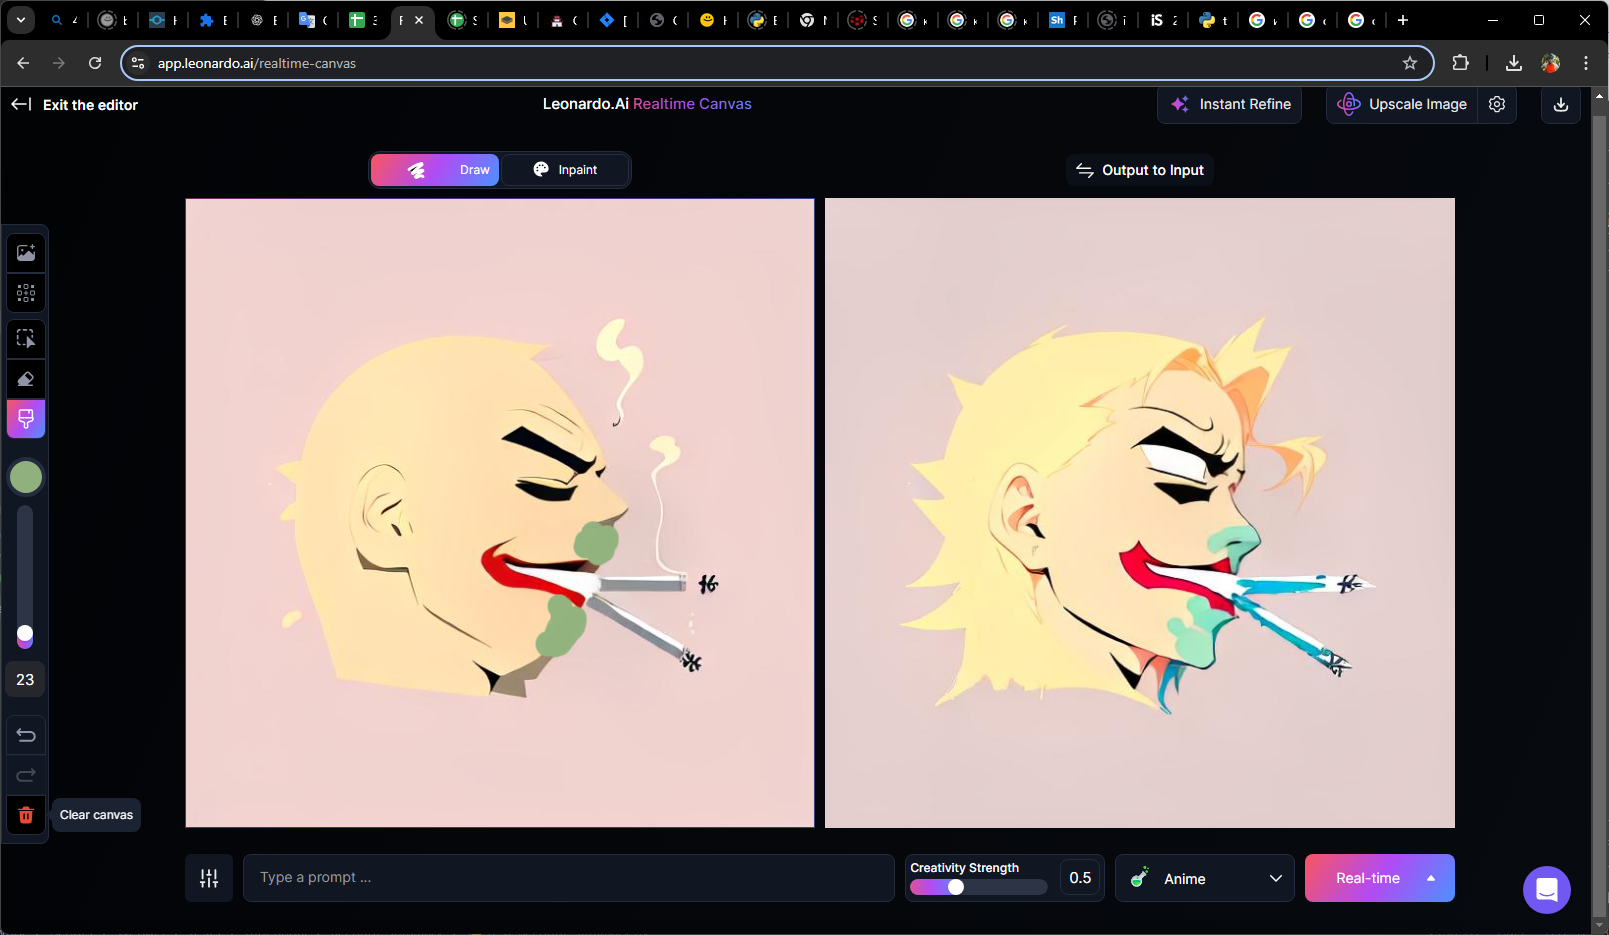 app.leonardo.ai/realtime-canvas
Exit the editor
Leonardo.Ai Realtime Canvas
Instant Refine
Upscale Image
Draw
Inpaint
Output to Input
23
Clear canvas
Type a prompt ...
Creativity Strength
0.5
Anime
Real-time